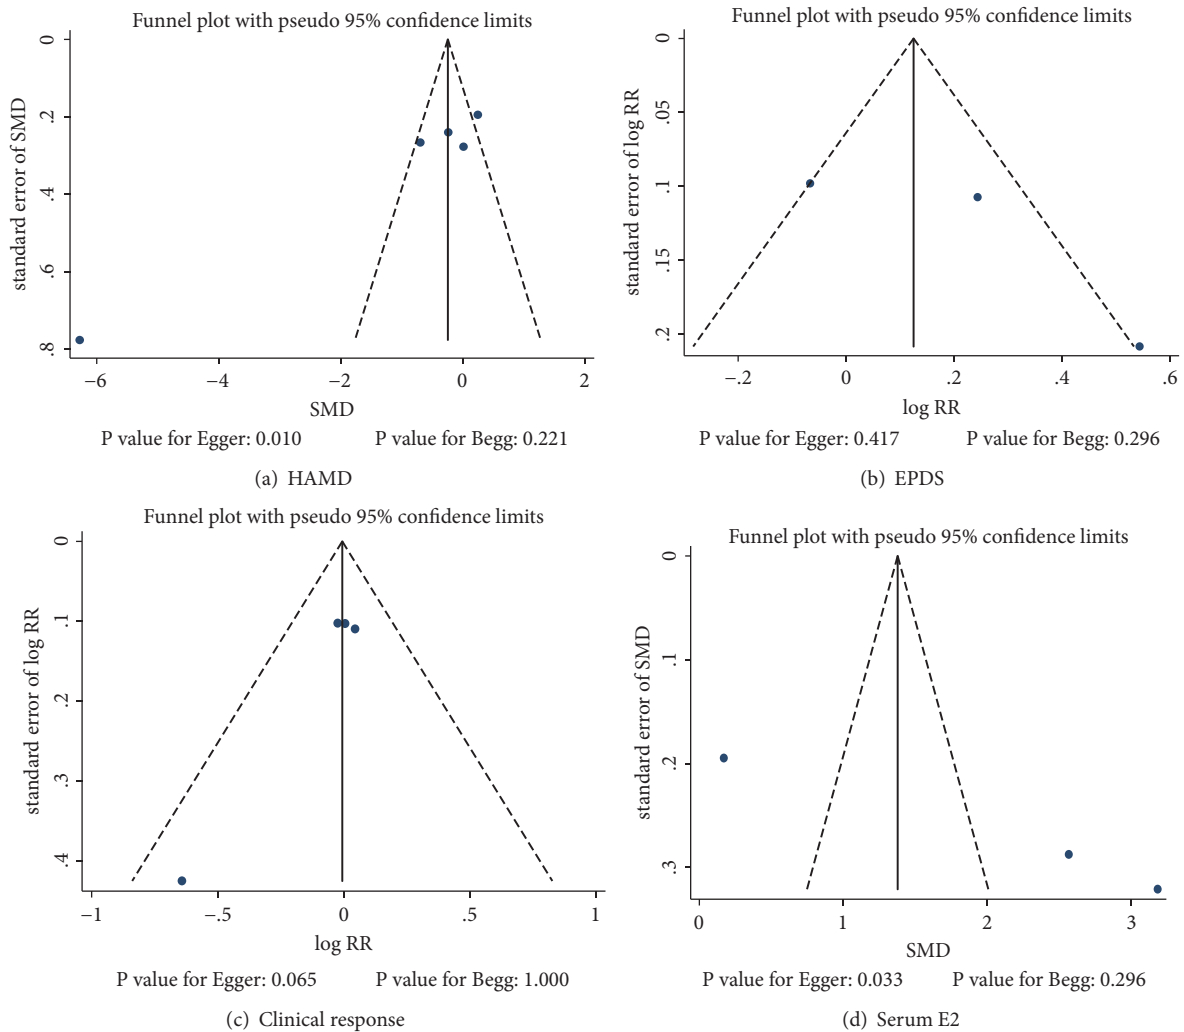 Funnel plot with pseudo 95% confidence limits
standard error of SMD
0
.2
.4
.6
.8
−6
−4
−2
0
2
SMD
P value for Egger: 0.010
P value for Begg: 0.221
(a) HAMD
Funnel plot with pseudo 95% confidence limits
standard error of log RR
0
.05
.1
.15
.2
−.2
0
.2
.4
.6
log RR
P value for Egger: 0.417
P value for Begg: 0.296
(b) EPDS
Funnel plot with pseudo 95% confidence limits
standard error of log RR
0
.1
.2
.3
.4
−1
−.5
0
.5
1
log RR
P value for Egger: 0.065
P value for Begg: 1.000
(c) Clinical response
Funnel plot with pseudo 95% confidence limits
standard error of SMD
0
.1
.2
.3
0
1
2
3
SMD
P value for Egger: 0.033
P value for Begg: 0.296
(d) Serum E2